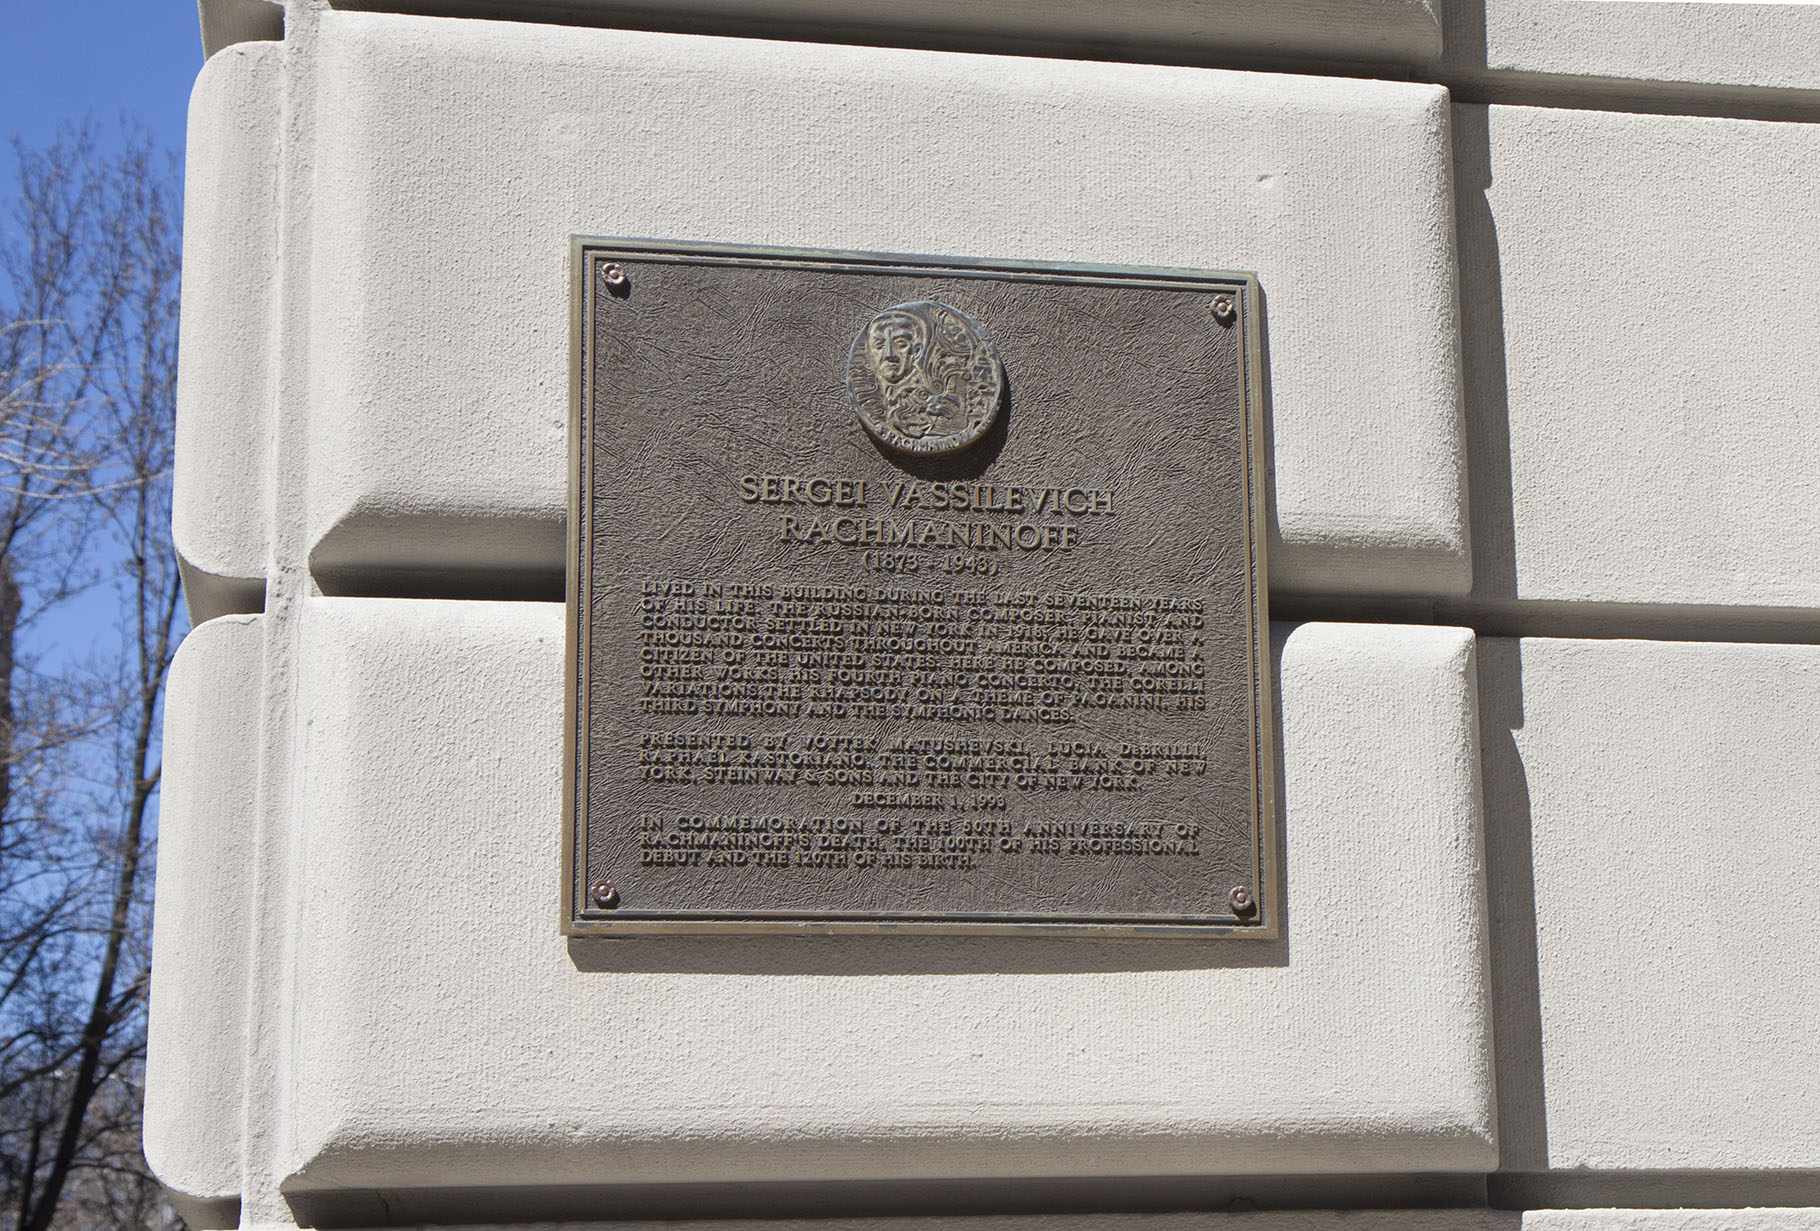 S. RACHMANINOV
SERGEI VASSILEVICH
RACHMANINOFF
(1873 - 1943)
LIVED IN THIS BUILDING DURING THE LAST SEVENTEEN YEARS
OF HIS LIFE. THE RUSSIAN-BORN COMPOSER, PIANIST AND
CONDUCTOR SETTLED IN NEW YORK IN 1918. HE GAVE OVER A
THOUSAND CONCERTS THROUGHOUT AMERICA AND BECAME A
CITIZEN OF THE UNITED STATES. HERE HE COMPOSED, AMONG
OTHER WORKS, HIS FOURTH PIANO CONCERTO, THE CORELLI
VARIATIONS, THE RHAPSODY ON A THEME OF PAGANINI, HIS
THIRD SYMPHONY AND THE SYMPHONIC DANCES.
PRESENTED BY VOYTEK MATUSHEVSKI, LUCIA DEBRILLI,
RAPHAEL KASTORIANO, THE COMMERCIAL BANK OF NEW
YORK, STEINWAY & SONS AND THE CITY OF NEW YORK.
DECEMBER 1, 1993
IN COMMEMORATION OF THE 50TH ANNIVERSARY OF
RACHMANINOFF'S DEATH, THE 100TH OF HIS PROFESSIONAL
DEBUT AND THE 120TH OF HIS BIRTH.